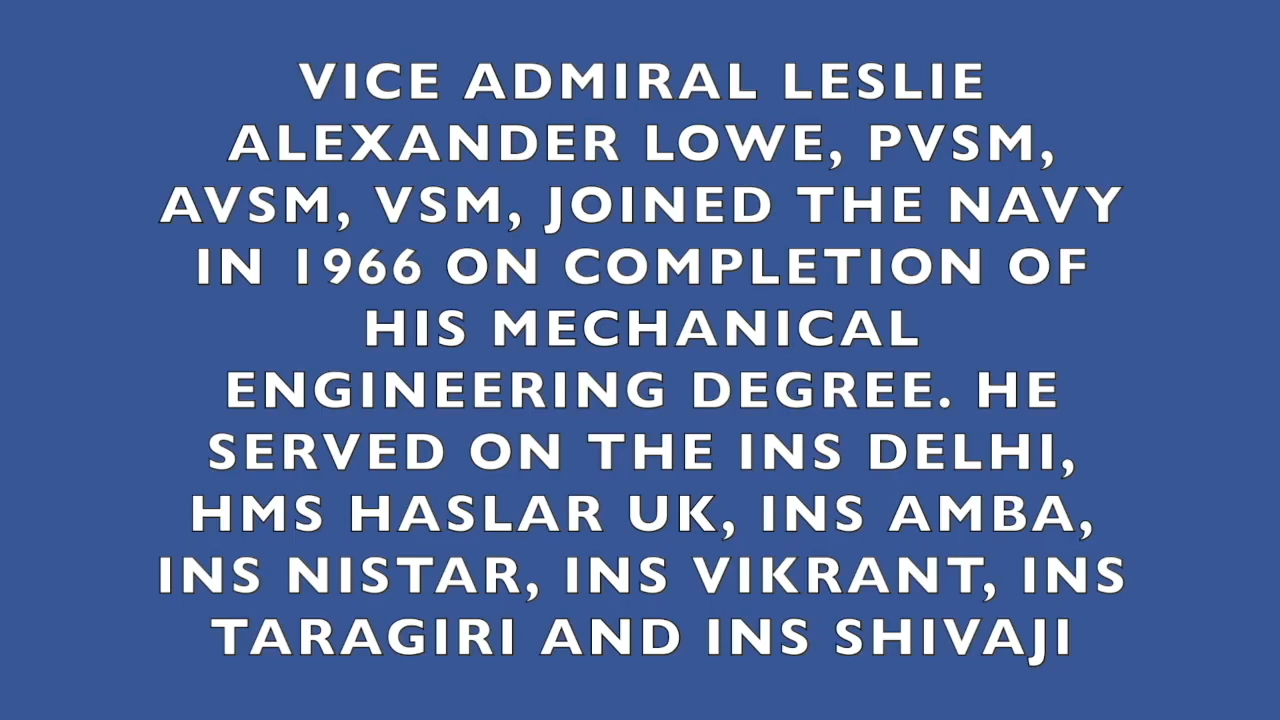 VICE ADMIRAL LESLIE
ALEXANDER LOWE, PVSM,
AVSM, VSM, JOINED THE NAVY
IN 1966 ON COMPLETION OF
HIS MECHANICAL
ENGINEERING DEGREE. HE
SERVED ON THE INS DELHI,
HMS HASLAR UK, INS AMBA,
INS NISTAR, INS VIKRANT, INS
TARAGIRI AND INS SHIVAJI